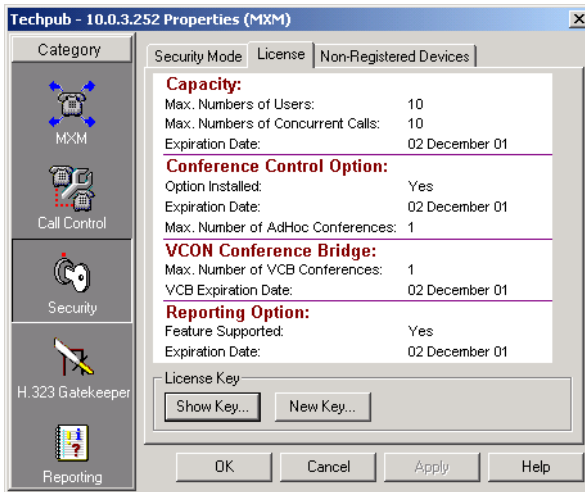 Techpub - 10.0.3.252 Properties (MXM)
Category
MXM
Call Control
Security
H.323 Gatekeeper
Reporting
Security Mode License Non-Registered Devices
Capacity:
Max. Numbers of Users: 10
Max. Numbers of Concurrent Calls: 10
Expiration Date: 02 December 01
Conference Control Option:
Option Installed: Yes
Expiration Date: 02 December 01
Max. Number of AdHoc Conferences: 1
VCON Conference Bridge:
Max. Number of VCB Conferences: 1
VCB Expiration Date: 02 December 01
Reporting Option:
Feature Supported: Yes
Expiration Date: 02 December 01
License Key
Show Key... New Key...
OK Cancel Apply Help